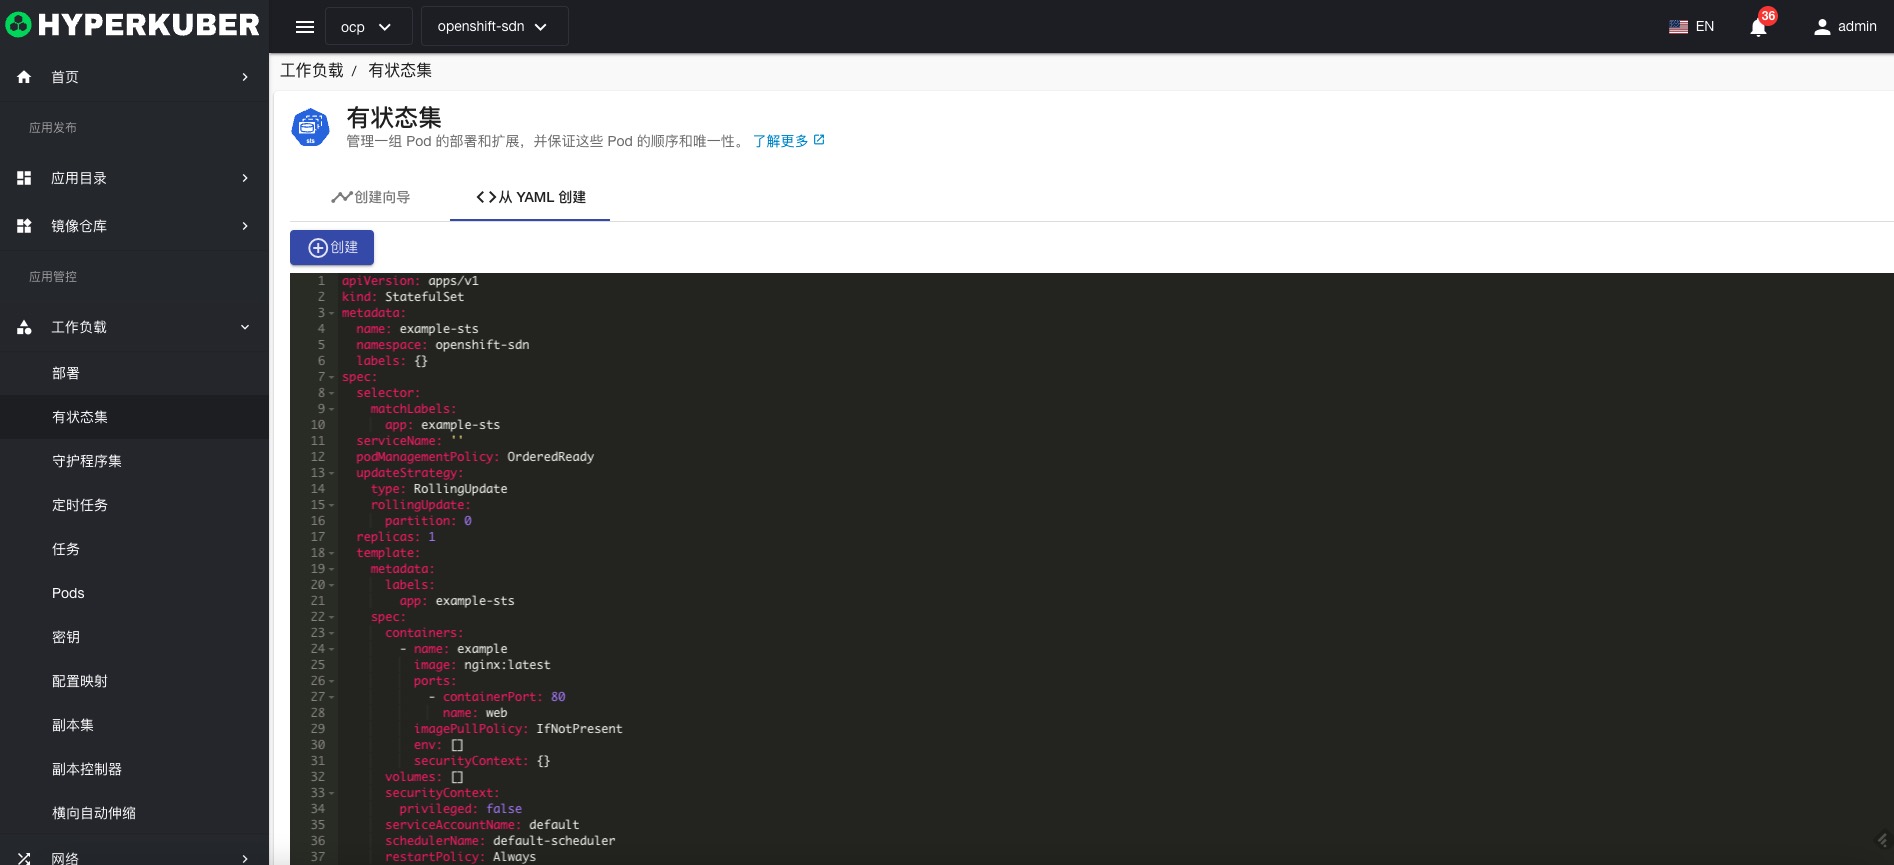 HYPERKUBER
ocp
openshift-sdn
EN
36
admin
首页
应用发布
应用目录
镜像仓库
应用管控
工作负载
部署
有状态集
守护程序集
定时任务
任务
Pods
密钥
配置映射
副本集
副本控制器
横向自动伸缩
网络
工作负载 / 有状态集
sts
有状态集
管理一组 Pod 的部署和扩展，并保证这些 Pod 的顺序和唯一性。 了解更多
创建向导
从 YAML 创建
创建
1 apiVersion: apps/v1
2 kind: StatefulSet
3 metadata:
4   name: example-sts
5   namespace: openshift-sdn
6   labels: {}
7 spec:
8   selector:
9     matchLabels:
10       app: example-sts
11   serviceName: ''
12   podManagementPolicy: OrderedReady
13   updateStrategy:
14     type: RollingUpdate
15     rollingUpdate:
16       partition: 0
17   replicas: 1
18   template:
19     metadata:
20       labels:
21         app: example-sts
22     spec:
23       containers:
24         - name: example
25           image: nginx:latest
26           ports:
27             - containerPort: 80
28               name: web
29           imagePullPolicy: IfNotPresent
30           env: []
31           securityContext: {}
32       volumes: []
33       securityContext:
34         privileged: false
35       serviceAccountName: default
36       schedulerName: default-scheduler
37       restartPolicy: Always